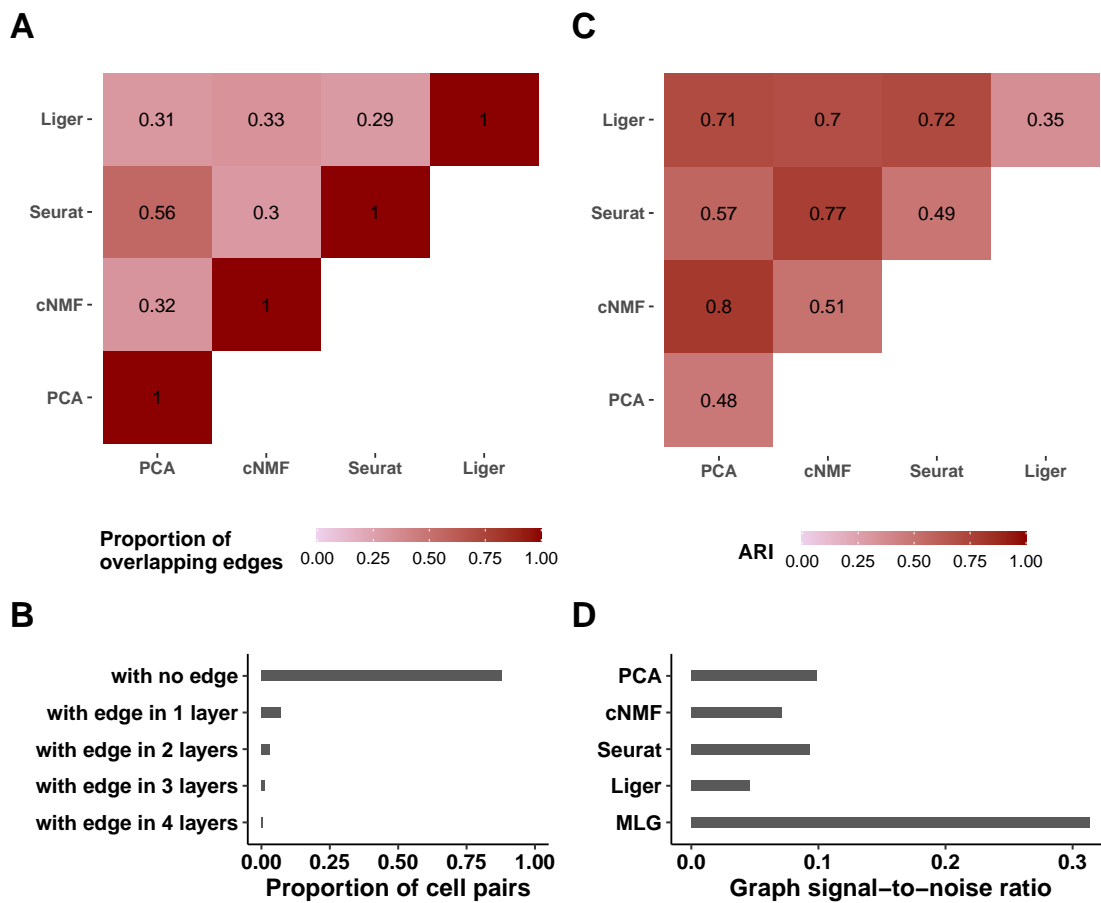 A
Liger
0.31 0.33 0.29 1
Seurat
0.56 0.3 1
cNMF
0.32 1
PCA
1
PCA cNMF Seurat Liger
Proportion of
overlapping edges
0.00 0.25 0.50 0.75 1.00
C
Liger
0.71 0.7 0.72 0.35
Seurat
0.57 0.77 0.49
cNMF
0.8 0.51
PCA
0.48
PCA cNMF Seurat Liger
ARI
0.00 0.25 0.50 0.75 1.00
B
with no edge
with edge in 1 layer
with edge in 2 layers
with edge in 3 layers
with edge in 4 layers
0.00 0.25 0.50 0.75 1.00
Proportion of cell pairs
D
PCA
cNMF
Seurat
Liger
MLG
0.0 0.1 0.2 0.3
Graph signal−to−noise ratio